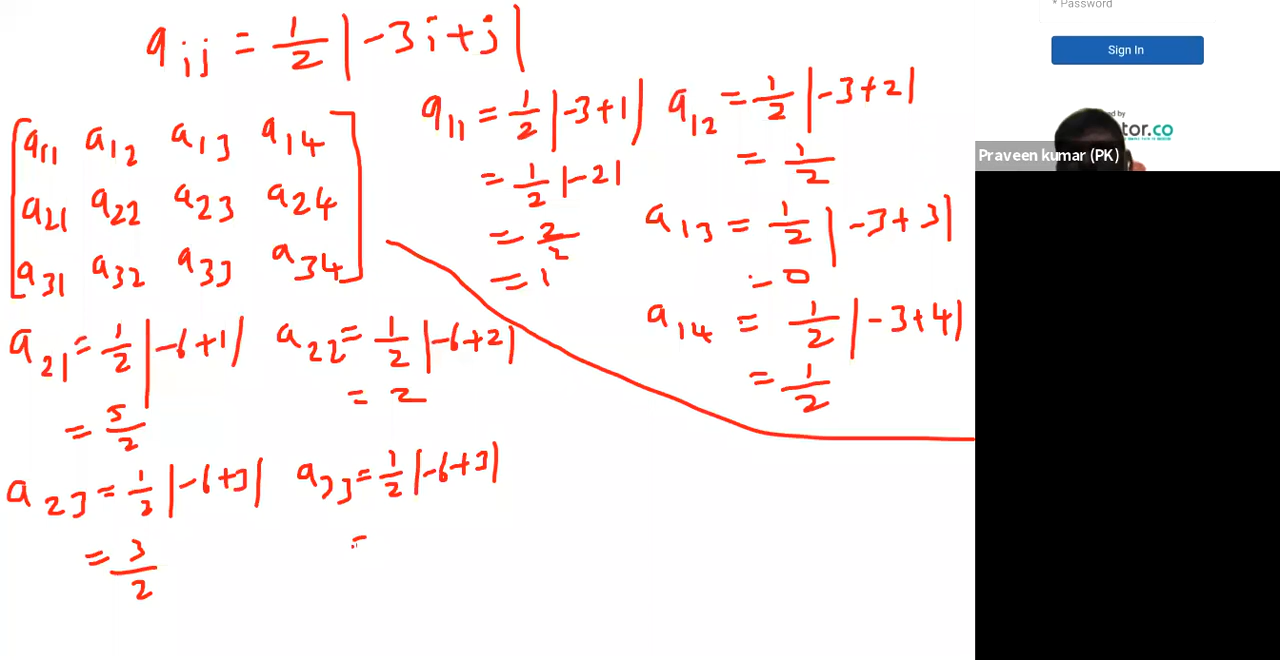 a_ij = 1/2 |-3i+j|
a11 a12 a13 a14
a21 a22 a23 a24
a31 a32 a33 a34
a11 = 1/2 |-3+1|
= 1/2 |-2|
= 2/2
= 1
a12 = 1/2 |-3+2|
= 1/2
a13 = 1/2 |-3+3|
= 0
a14 = 1/2 |-3+4|
= 1/2
a21 = 1/2 |-6+1|
= 5/2
a22 = 1/2 |-6+2|
= 2
a23 = 1/2 |-6+3|
= 3/2
= 1/2 |-6+3|
=
* Password
Sign In
tor.co
Praveen kumar (PK)